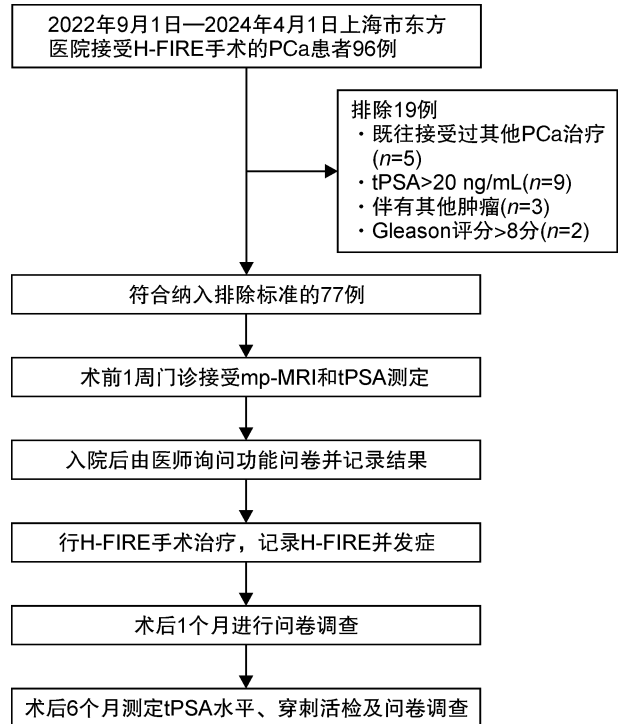 2022年9月1日—2024年4月1日上海市东方
医院接受H-FIRE手术的PCa患者96例
排除19例
·既往接受过其他PCa治疗
(n=5)
·tPSA>20 ng/mL(n=9)
·伴有其他肿瘤(n=3)
·Gleason评分>8分(n=2)
符合纳入排除标准的77例
术前1周门诊接受mp-MRI和tPSA测定
入院后由医师询问功能问卷并记录结果
行H-FIRE手术治疗，记录H-FIRE并发症
术后1个月进行问卷调查
术后6个月测定tPSA水平、穿刺活检及问卷调查